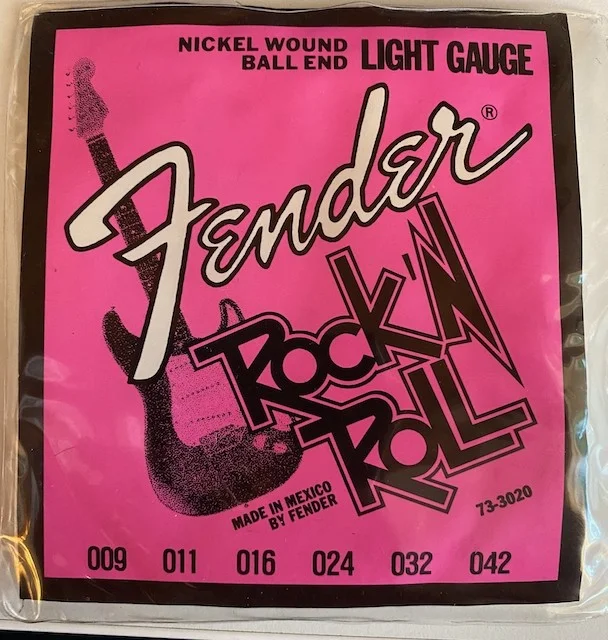 NICKEL WOUND
BALL END
LIGHT GAUGE
Fender®
ROCK'N
ROLL
MADE IN MEXICO
BY FENDER
73-3020
009 011 016 024 032 042